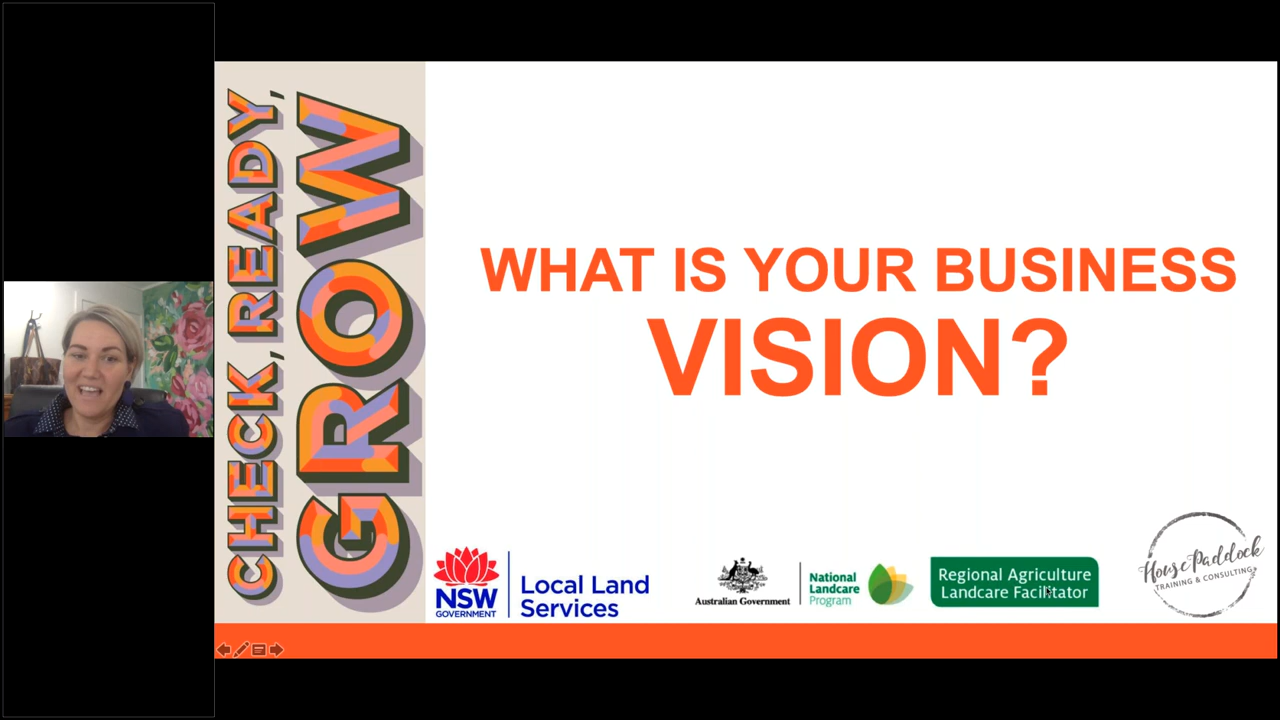 CHECK, READY,
GROW
WHAT IS YOUR BUSINESS
VISION?
NSW
GOVERNMENT
Local Land
Services
Australian Government
National
Landcare
Program
Regional Agriculture
Landcare Facilitator
House Paddock
TRAINING & CONSULTING